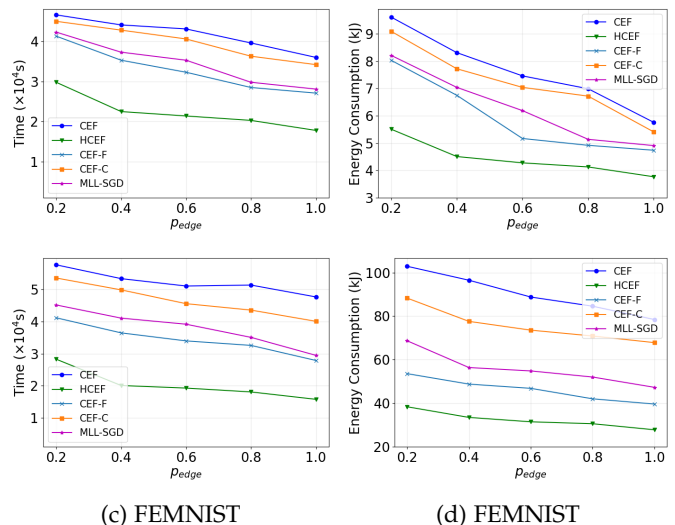 Time (×10⁴s)
4
3
2
1
CEF
HCEF
CEF-F
CEF-C
MLL-SGD
0.2 0.4 0.6 0.8 1.0
p_edge
Energy Consumption (kJ)
9
8
7
6
5
4
3
CEF
HCEF
CEF-F
CEF-C
MLL-SGD
0.2 0.4 0.6 0.8 1.0
p_edge
Time (×10⁴s)
5
4
3
2
1
CEF
HCEF
CEF-F
CEF-C
MLL-SGD
0.2 0.4 0.6 0.8 1.0
p_edge
Energy Consumption (kJ)
100
80
60
40
20
CEF
HCEF
CEF-F
CEF-C
MLL-SGD
0.2 0.4 0.6 0.8 1.0
p_edge
(c) FEMNIST
(d) FEMNIST